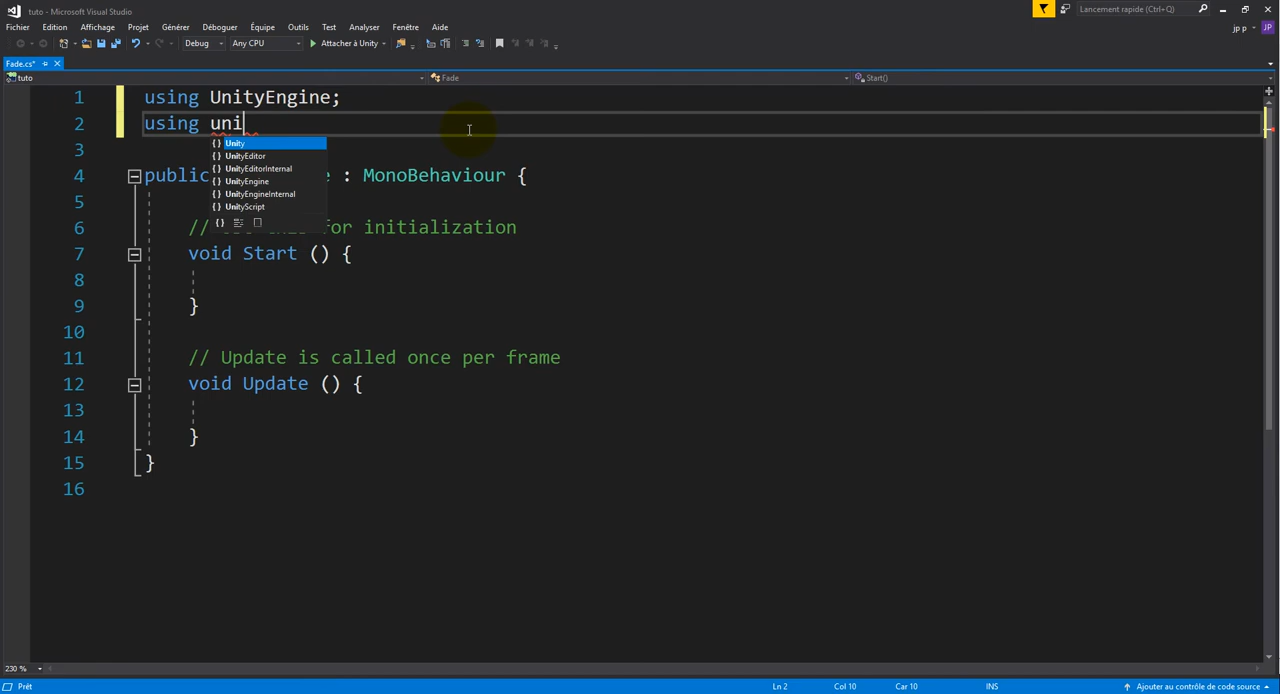 tuto - Microsoft Visual Studio
Lancement rapide (Ctrl+Q)
Fichier Edition Affichage Projet Générer Déboguer Équipe Outils Test Analyser Fenêtre Aide
jp p JP
Debug Any CPU Attacher à Unity
Fade.cs*
tuto Fade Start()
1 using UnityEngine;
2 using uni
Unity
3
UnityEditor
UnityEditorInternal
4 public : MonoBehaviour {
UnityEngine
UnityEngineInternal
5
UnityScript
6 // for initialization
7 void Start () {
8
9 }
10
11 // Update is called once per frame
12 void Update () {
13
14 }
15 }
16
230 %
Prêt Ln 2 Col 10 Car 10 INS Ajouter au contrôle de code source